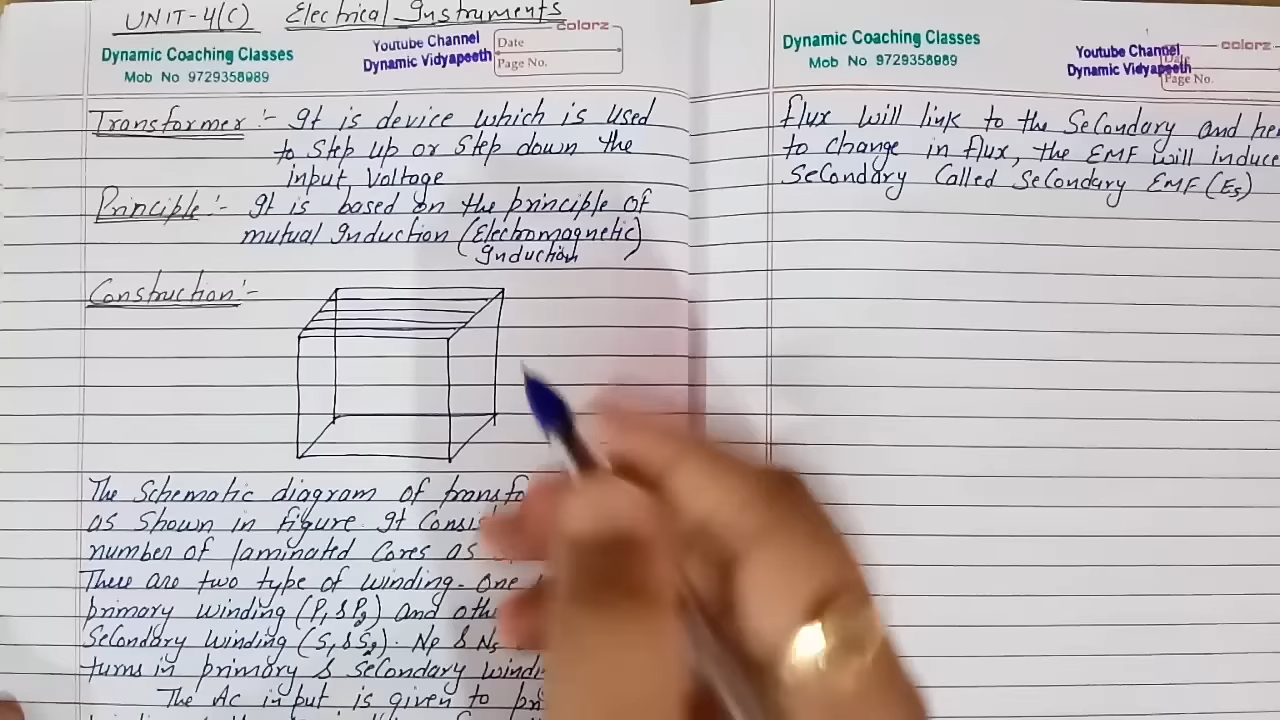 UNIT-4(C) Electrical Instruments
colorz
Dynamic Coaching Classes
Mob No 9729358989
Youtube Channel
Dynamic Vidyapeeth
Date
Page No.
Transformer :- It is device which is used
to Step up or Step down the
input Voltage
Principle :- It is based on the principle of
mutual Induction (Electromagnetic)
Induction
Construction :-
The Schematic diagram of transfo
as Shown in figure. It Consis
number of laminated Cores as
There are two type of winding. One
primary winding (P1 & P2) and oth
Secondary winding (S1 & S2). Np & Ns
turns in primary & Secondary windi
The Ac input is given to pri
Dynamic Coaching Classes
Mob No 9729358989
Youtube Channel
Dynamic Vidyapeeth
colorz
Date
Page No.
flux will link to the Secondary and he
to change in flux, the EMF will induce
Secondary Called Secondary EMF (Es)